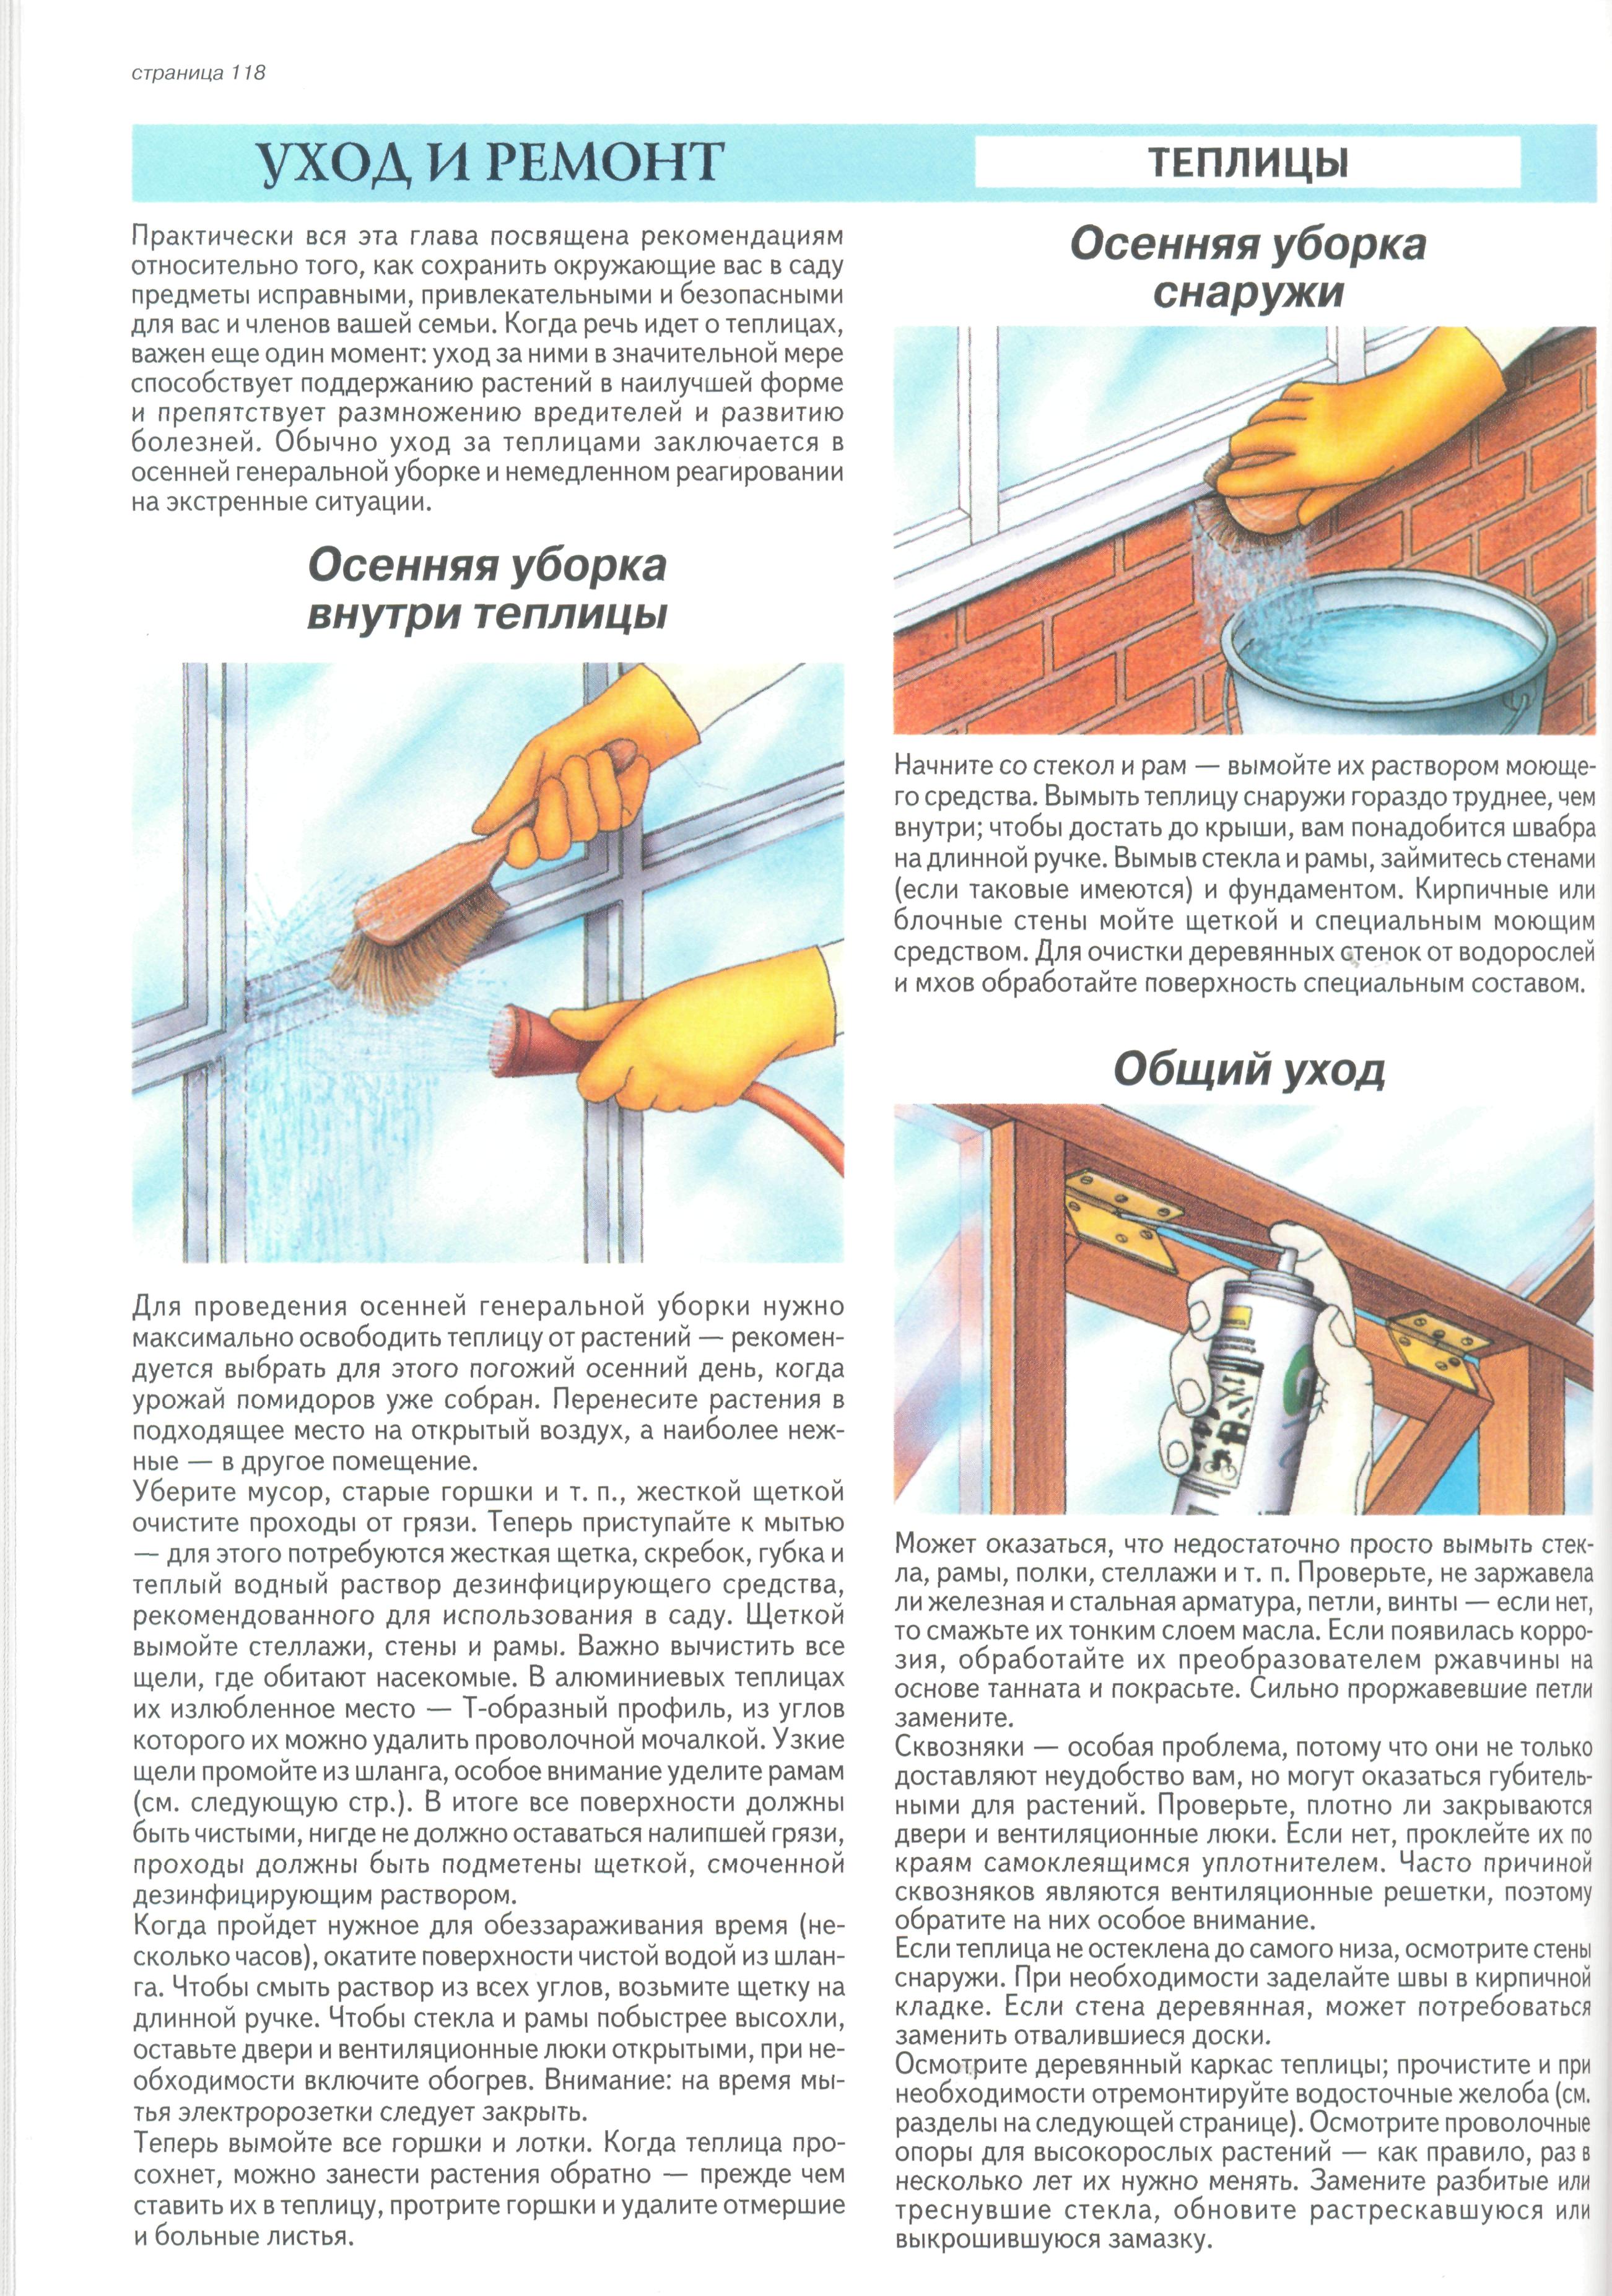 страница 118
УХОД И РЕМОНТ
ТЕПЛИЦЫ
Практически вся эта глава посвящена рекомендациям
относительно того, как сохранить окружающие вас в саду
предметы исправными, привлекательными и безопасными
для вас и членов вашей семьи. Когда речь идет о теплицах,
важен еще один момент: уход за ними в значительной мере
способствует поддержанию растений в наилучшей форме
и препятствует размножению вредителей и развитию
болезней. Обычно уход за теплицами заключается в
осенней генеральной уборке и немедленном реагировании
на экстренные ситуации.
Осенняя уборка
внутри теплицы
Для проведения осенней генеральной уборки нужно
максимально освободить теплицу от растений — рекомен-
дуется выбрать для этого погожий осенний день, когда
урожай помидоров уже собран. Перенесите растения в
подходящее место на открытый воздух, а наиболее неж-
ные — в другое помещение.
Уберите мусор, старые горшки и т. п., жесткой щеткой
очистите проходы от грязи. Теперь приступайте к мытью
— для этого потребуются жесткая щетка, скребок, губка и
теплый водный раствор дезинфицирующего средства,
рекомендованного для использования в саду. Щеткой
вымойте стеллажи, стены и рамы. Важно вычистить все
щели, где обитают насекомые. В алюминиевых теплицах
их излюбленное место — Т-образный профиль, из углов
которого их можно удалить проволочной мочалкой. Узкие
щели промойте из шланга, особое внимание уделите рамам
(см. следующую стр.). В итоге все поверхности должны
быть чистыми, нигде не должно оставаться налипшей грязи,
проходы должны быть подметены щеткой, смоченной
дезинфицирующим раствором.
Когда пройдет нужное для обеззараживания время (не-
сколько часов), окатите поверхности чистой водой из шлан-
га. Чтобы смыть раствор из всех углов, возьмите щетку на
длинной ручке. Чтобы стекла и рамы побыстрее высохли,
оставьте двери и вентиляционные люки открытыми, при не-
обходимости включите обогрев. Внимание: на время мы-
тья электророзетки следует закрыть.
Теперь вымойте все горшки и лотки. Когда теплица про-
сохнет, можно занести растения обратно — прежде чем
ставить их в теплицу, протрите горшки и удалите отмершие
и больные листья.
Осенняя уборка
снаружи
Начните со стекол и рам — вымойте их раствором моюще-
го средства. Вымыть теплицу снаружи гораздо труднее, чем
внутри; чтобы достать до крыши, вам понадобится швабра
на длинной ручке. Вымыв стекла и рамы, займитесь стенами
(если таковые имеются) и фундаментом. Кирпичные или
блочные стены мойте щеткой и специальным моющим
средством. Для очистки деревянных стенок от водорослей
и мхов обработайте поверхность специальным составом.
Общий уход
Может оказаться, что недостаточно просто вымыть стек-
ла, рамы, полки, стеллажи и т. п. Проверьте, не заржавела
ли железная и стальная арматура, петли, винты — если нет,
то смажьте их тонким слоем масла. Если появилась корро-
зия, обработайте их преобразователем ржавчины на
основе танната и покрасьте. Сильно проржавевшие петли
замените.
Сквозняки — особая проблема, потому что они не только
доставляют неудобство вам, но могут оказаться губитель-
ными для растений. Проверьте, плотно ли закрываются
двери и вентиляционные люки. Если нет, проклейте их по
краям самоклеящимся уплотнителем. Часто причиной
сквозняков являются вентиляционные решетки, поэтому
обратите на них особое внимание.
Если теплица не остеклена до самого низа, осмотрите стены
снаружи. При необходимости заделайте швы в кирпичной
кладке. Если стена деревянная, может потребоваться
заменить отвалившиеся доски.
Осмотрите деревянный каркас теплицы; прочистите и при
необходимости отремонтируйте водосточные желоба (см.
разделы на следующей странице). Осмотрите проволочные
опоры для высокорослых растений — как правило, раз в
несколько лет их нужно менять. Замените разбитые или
треснувшие стекла, обновите растрескавшуюся или
выкрошившуюся замазку.